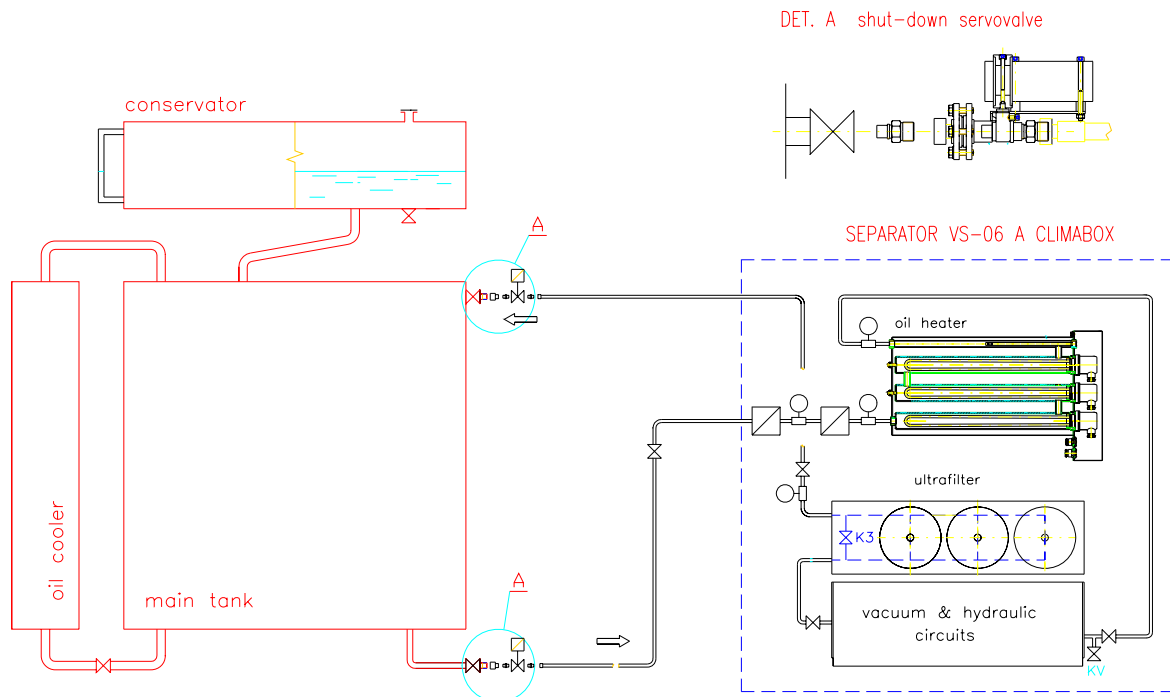 DET. A shut-down servovalve
conservator
A
SEPARATOR VS-06 A CLIMABOX
oil heater
ultrafilter
K3
oil cooler
main tank
A
vacuum & hydraulic
circuits
KV